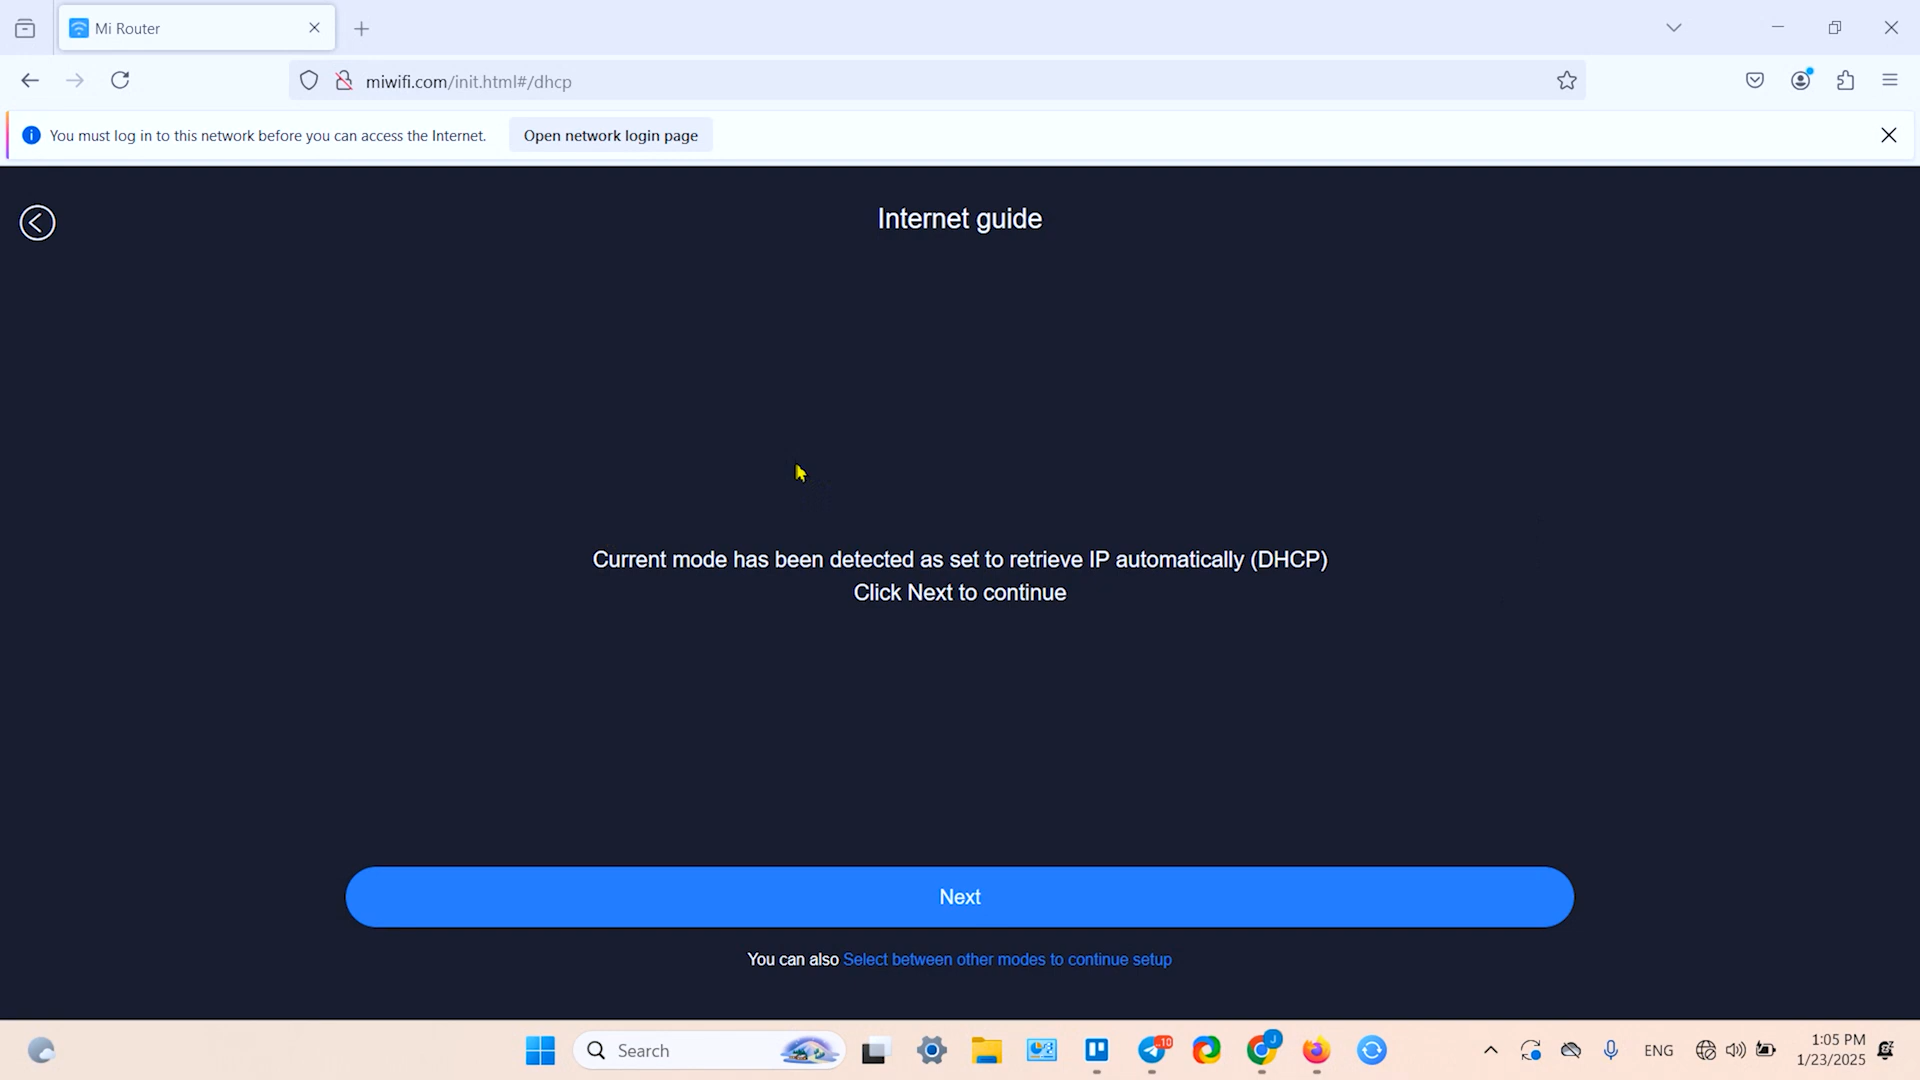 Mi Router
miwifi.com/init.html#/dhcp
You must log in to this network before you can access the Internet.
Open network login page
Internet guide
Current mode has been detected as set to retrieve IP automatically (DHCP)
Click Next to continue
Next
You can also Select between other modes to continue setup
Search
10
J
ENG
1:05 PM
1/23/2025